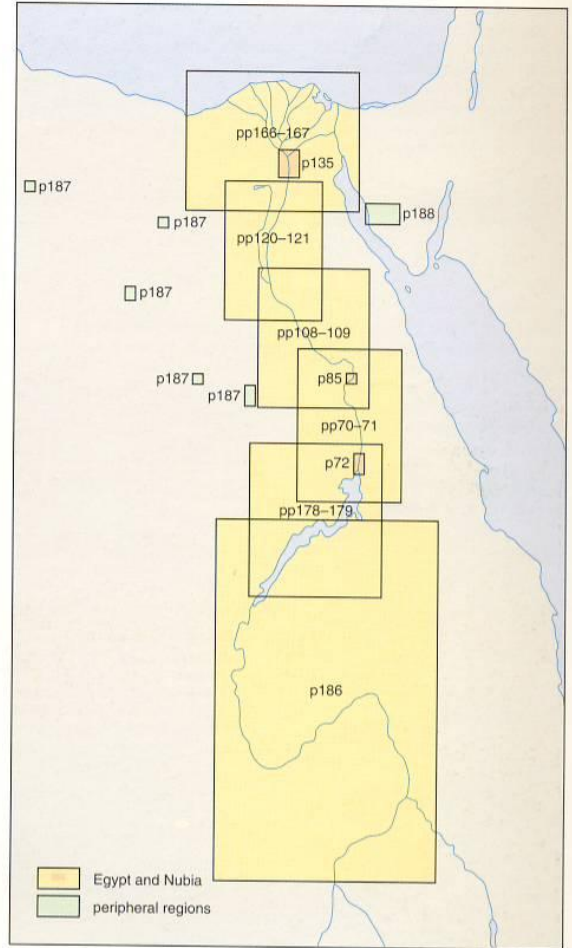 pp166–167
p135
p187
p188
p187
pp120–121
p187
pp108–109
p187
p85
p187
pp70–71
p72
pp178–179
p186
Egypt and Nubia
peripheral regions